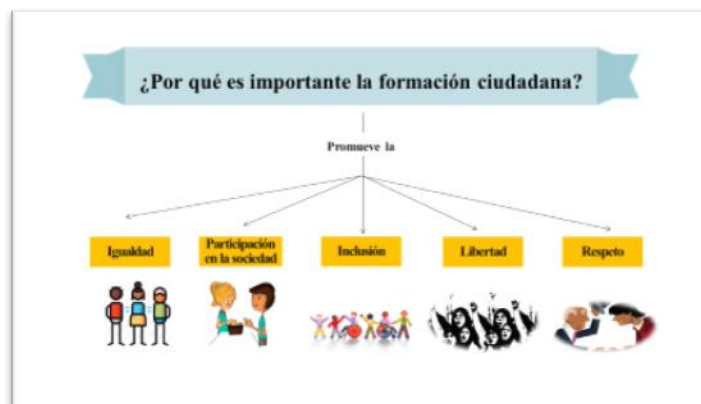 ¿Por qué es importante la formación ciudadana?
Promueve la
Igualdad
Participación
en la sociedad
Inclusión
Libertad
Respeto